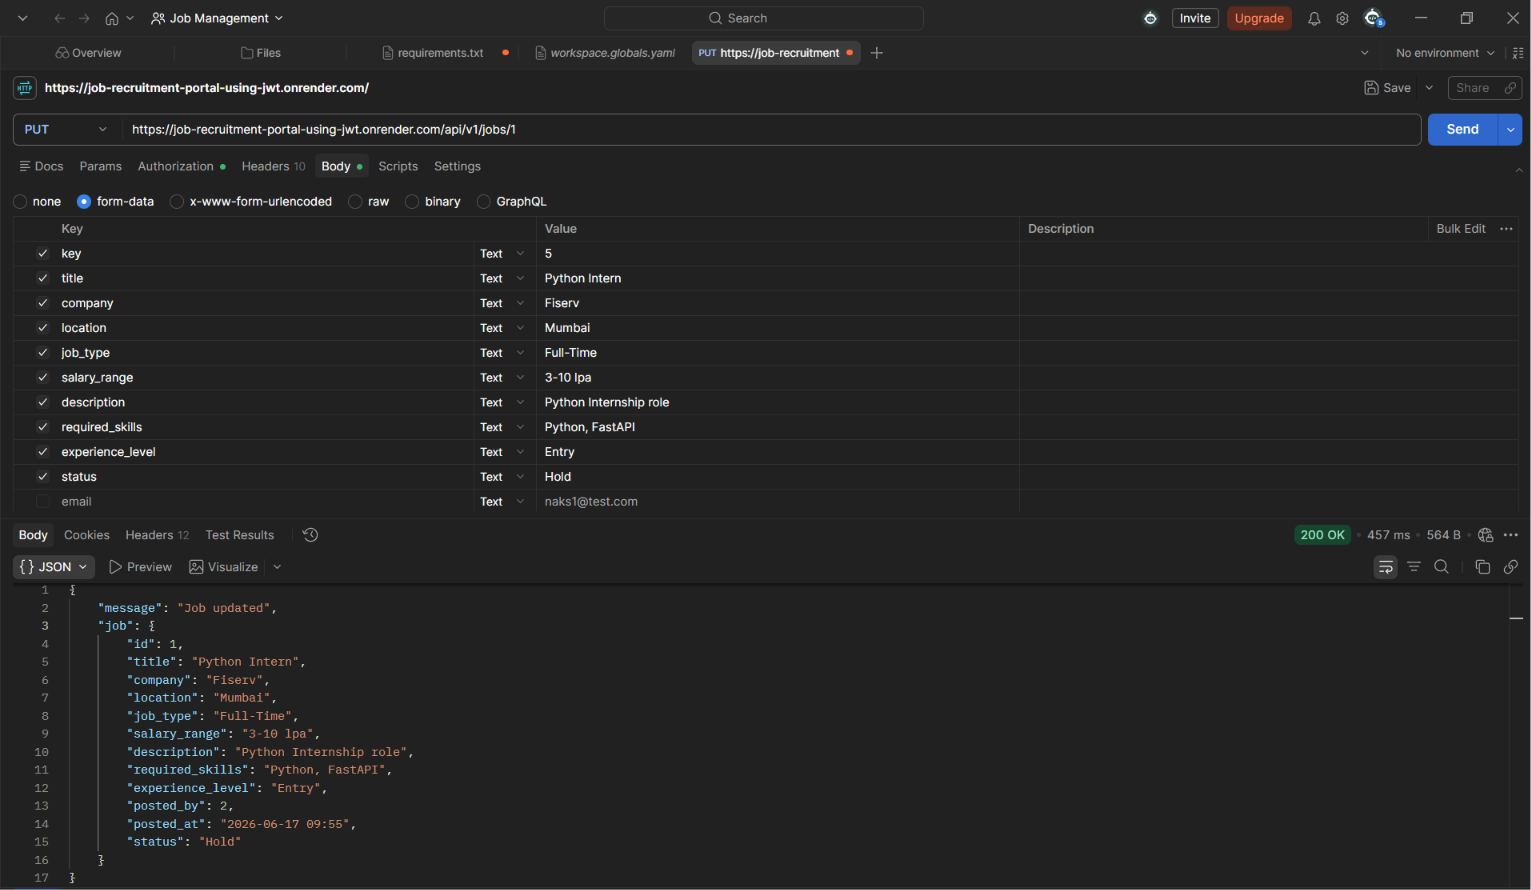 Job Management
Search
Invite
Upgrade
Overview
Files
requirements.txt
workspace.globals.yaml
PUT https://job-recruitment
No environment
HTTP https://job-recruitment-portal-using-jwt.onrender.com/
Save
Share
PUT https://job-recruitment-portal-using-jwt.onrender.com/api/v1/jobs/1
Send
Docs Params Authorization Headers 10 Body Scripts Settings
none form-data x-www-form-urlencoded raw binary GraphQL
Key Value Description Bulk Edit
key Text 5
title Text Python Intern
company Text Fiserv
location Text Mumbai
job_type Text Full-Time
salary_range Text 3-10 lpa
description Text Python Internship role
required_skills Text Python, FastAPI
experience_level Text Entry
status Text Hold
email Text naks1@test.com
Body Cookies Headers 12 Test Results 200 OK 457 ms 564 B
{} JSON Preview Visualize
1 {
2 "message": "Job updated",
3 "job": {
4 "id": 1,
5 "title": "Python Intern",
6 "company": "Fiserv",
7 "location": "Mumbai",
8 "job_type": "Full-Time",
9 "salary_range": "3-10 lpa",
10 "description": "Python Internship role",
11 "required_skills": "Python, FastAPI",
12 "experience_level": "Entry",
13 "posted_by": 2,
14 "posted_at": "2026-06-17 09:55",
15 "status": "Hold"
16 }
17 }